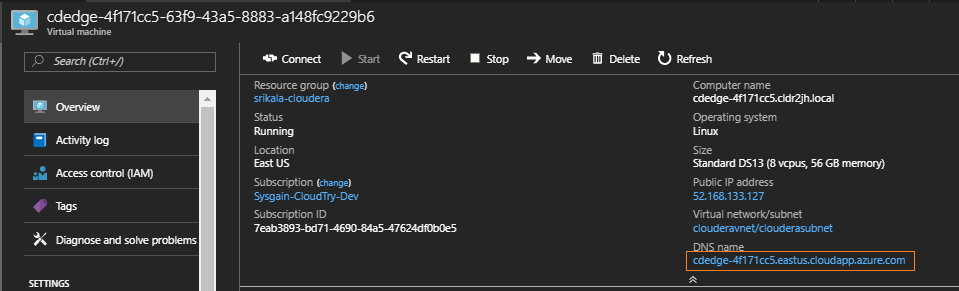 cdedge-4f171cc5-63f9-43a5-8883-a148fc9229b6
Virtual machine
Search (Ctrl+/)
Overview
Activity log
Access control (IAM)
Tags
Diagnose and solve problems
SETTINGS
Connect Start Restart Stop Move Delete Refresh
Resource group (change)
srikala-cloudera
Status
Running
Location
East US
Subscription (change)
Sysgain-CloudTry-Dev
Subscription ID
7eab3893-bd71-4690-84a5-47624df0b0e5
Computer name
cdedge-4f171cc5.cldr2jh.local
Operating system
Linux
Size
Standard DS13 (8 vcpus, 56 GB memory)
Public IP address
52.168.133.127
Virtual network/subnet
clouderavnet/clouderasubnet
DNS name
cdedge-4f171cc5.eastus.cloudapp.azure.com